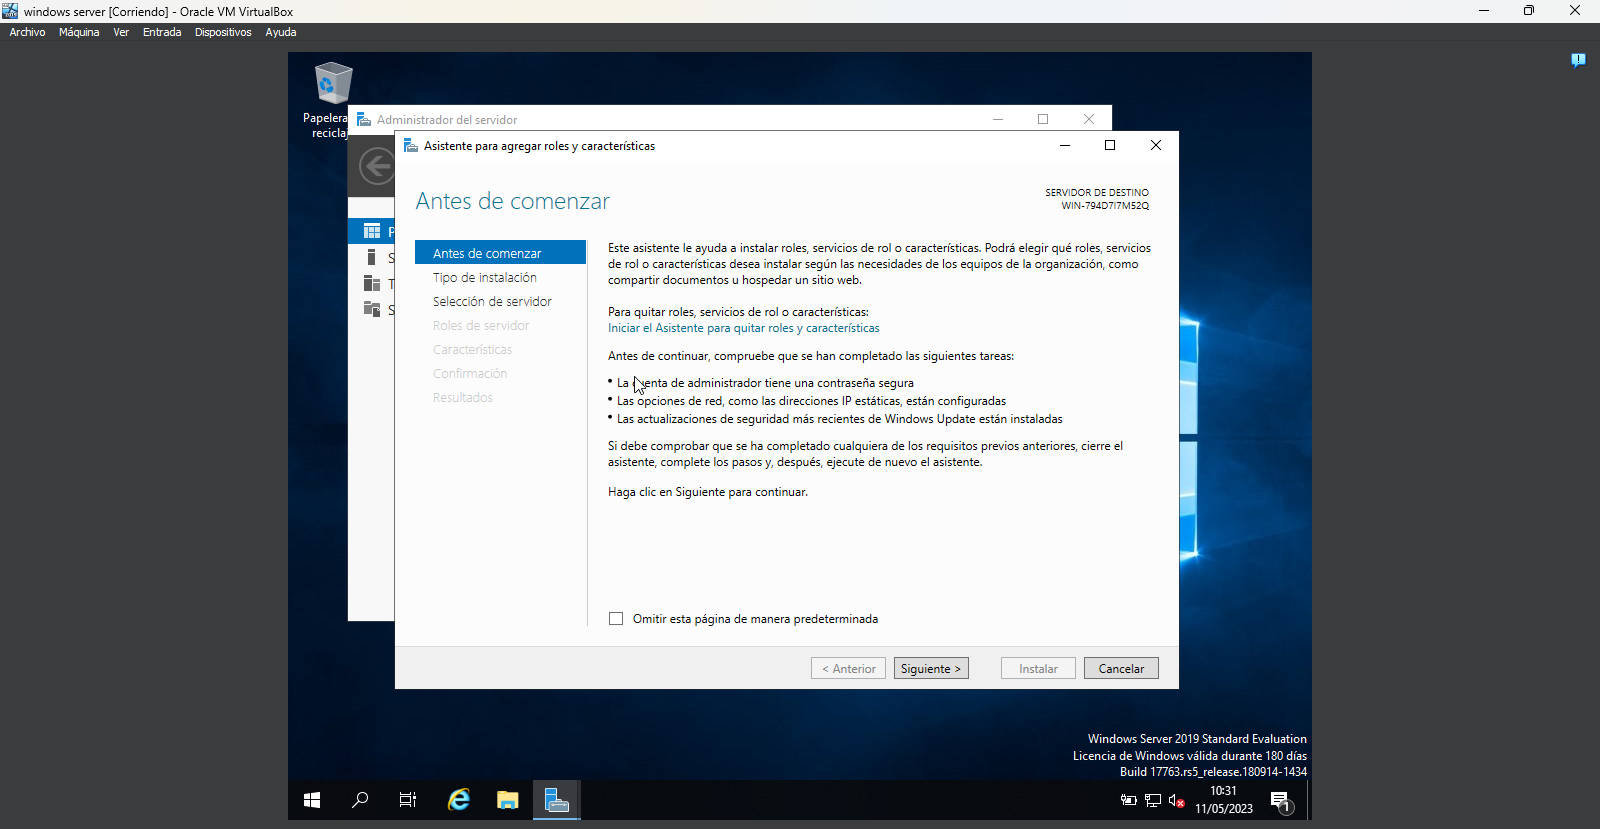 windows server [Corriendo] - Oracle VM VirtualBox
Archivo Máquina Ver Entrada Dispositivos Ayuda
Papelera
recicla
Administrador del servidor
Asistente para agregar roles y características
Antes de comenzar
SERVIDOR DE DESTINO
WIN-794D7I7M52Q
P
S
T
S
Antes de comenzar
Tipo de instalación
Selección de servidor
Roles de servidor
Características
Confirmación
Resultados
Este asistente le ayuda a instalar roles, servicios de rol o características. Podrá elegir qué roles, servicios
de rol o características desea instalar según las necesidades de los equipos de la organización, como
compartir documentos u hospedar un sitio web.
Para quitar roles, servicios de rol o características:
Iniciar el Asistente para quitar roles y características
Antes de continuar, compruebe que se han completado las siguientes tareas:
• La cuenta de administrador tiene una contraseña segura
• Las opciones de red, como las direcciones IP estáticas, están configuradas
• Las actualizaciones de seguridad más recientes de Windows Update están instaladas
Si debe comprobar que se ha completado cualquiera de los requisitos previos anteriores, cierre el
asistente, complete los pasos y, después, ejecute de nuevo el asistente.
Haga clic en Siguiente para continuar.
Omitir esta página de manera predeterminada
< Anterior Siguiente > Instalar Cancelar
Windows Server 2019 Standard Evaluation
Licencia de Windows válida durante 180 días
Build 17763.rs5_release.180914-1434
10:31
11/05/2023
1